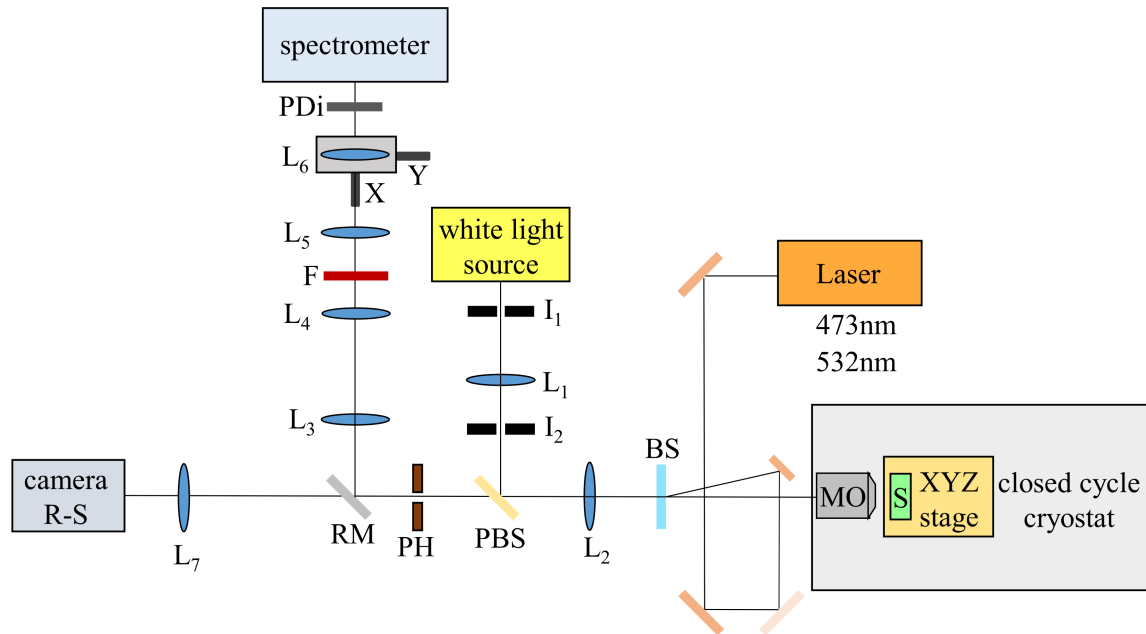 spectrometer
PDi
L₆
Y
X
L₅
white light
source
F
Laser
I₁
L₄
473nm
532nm
L₁
L₃
I₂
BS
camera
R-S
MO
S
XYZ
stage
closed cycle
cryostat
RM
PH
PBS
L₂
L₇